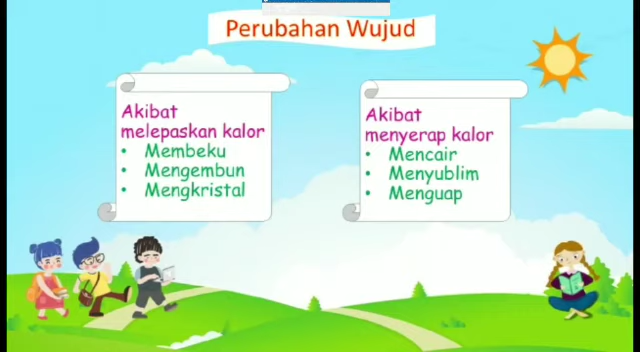 Perubahan Wujud
Akibat
melepaskan kalor
• Membeku
• Mengembun
• Mengkristal
Akibat
menyerap kalor
• Mencair
• Menyublim
• Menguap